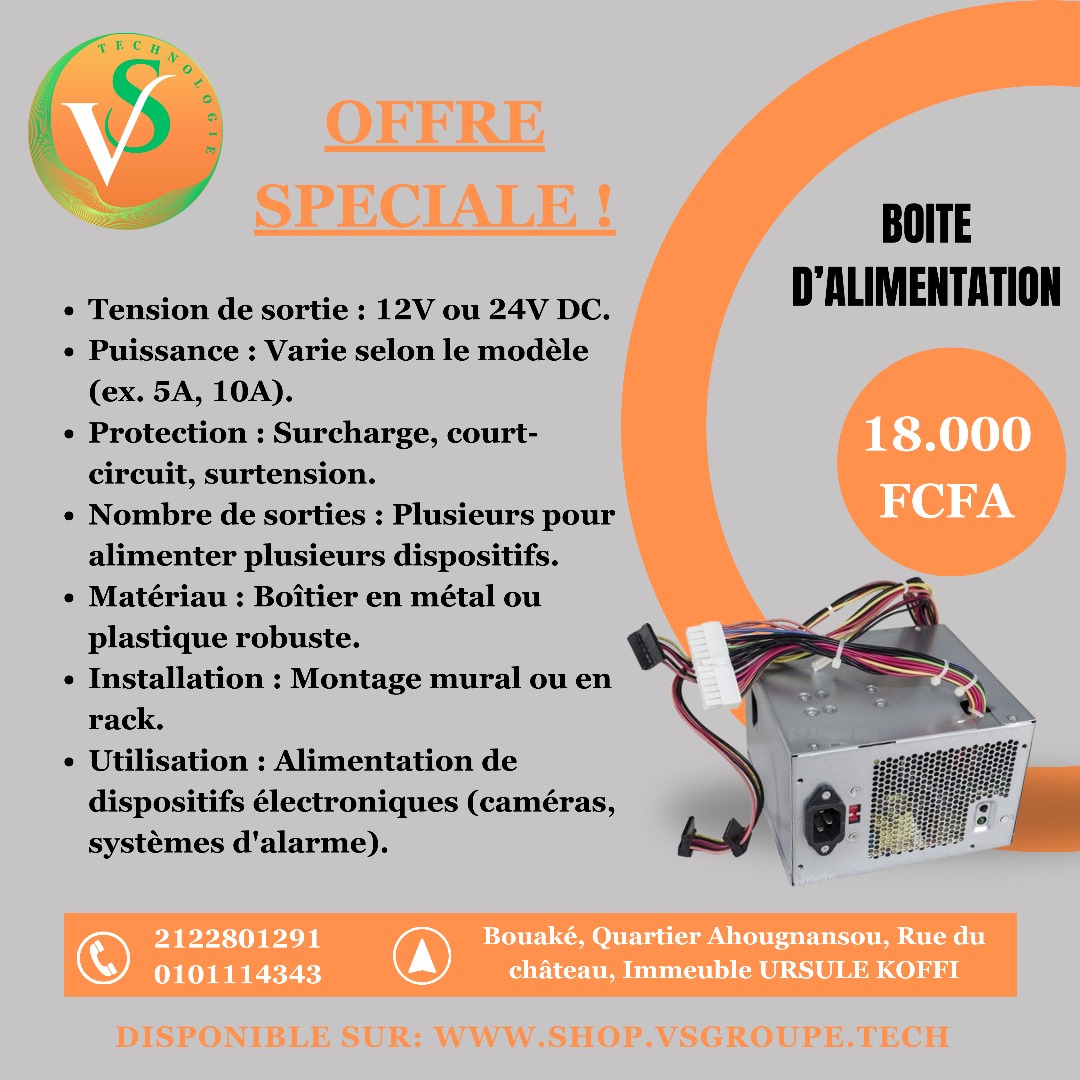 TECHNOLOGIE
VS
OFFRE
SPECIALE !
BOITE
D’ALIMENTATION
18.000
FCFA
• Tension de sortie : 12V ou 24V DC.
• Puissance : Varie selon le modèle
(ex. 5A, 10A).
• Protection : Surcharge, court-
circuit, surtension.
• Nombre de sorties : Plusieurs pour
alimenter plusieurs dispositifs.
• Matériau : Boîtier en métal ou
plastique robuste.
• Installation : Montage mural ou en
rack.
• Utilisation : Alimentation de
dispositifs électroniques (caméras,
systèmes d'alarme).
2122801291
0101114343
Bouaké, Quartier Ahougnansou, Rue du
château, Immeuble URSULE KOFFI
DISPONIBLE SUR: WWW.SHOP.VSGROUPE.TECH